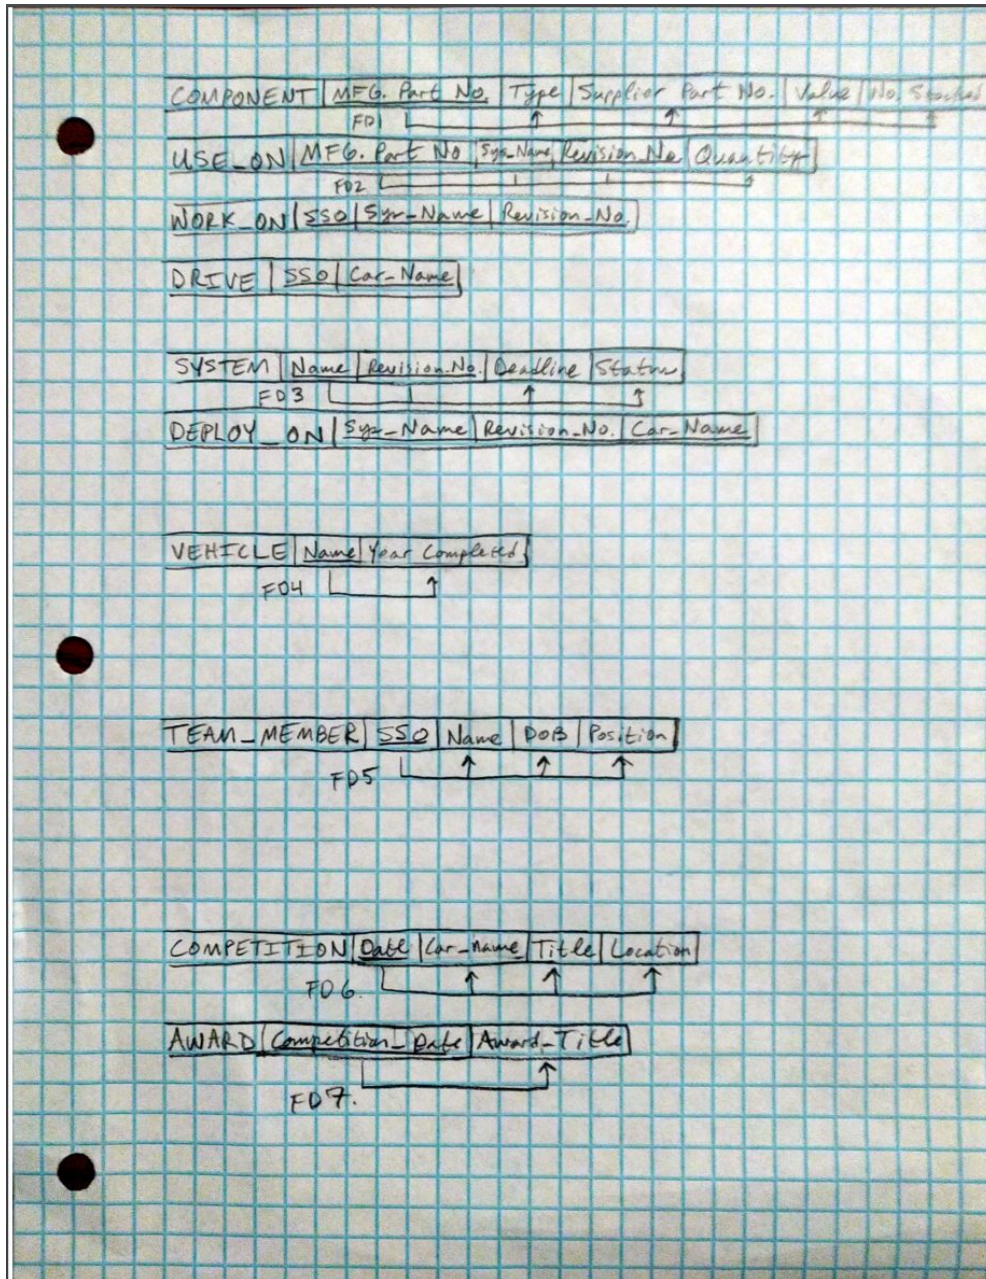 COMPONENT MFG. Part No. Type Supplier Part No. Value No. Stocked
FD1
USE_ON MFG. Part No Sys_Name Revision_No Quantity
FD2
WORK_ON SSO Sys_Name Revision_No.
DRIVE SSO Car_Name
SYSTEM Name Revision_No. Deadline Status
FD3
DEPLOY_ON Sys_Name Revision_No. Car_Name
VEHICLE Name Year Completed
FD4
TEAM_MEMBER SSO Name DOB Position
FD5
COMPETITION Date Car_name Title Location
FD6.
AWARD Competition_Date Award_Title
FD7.